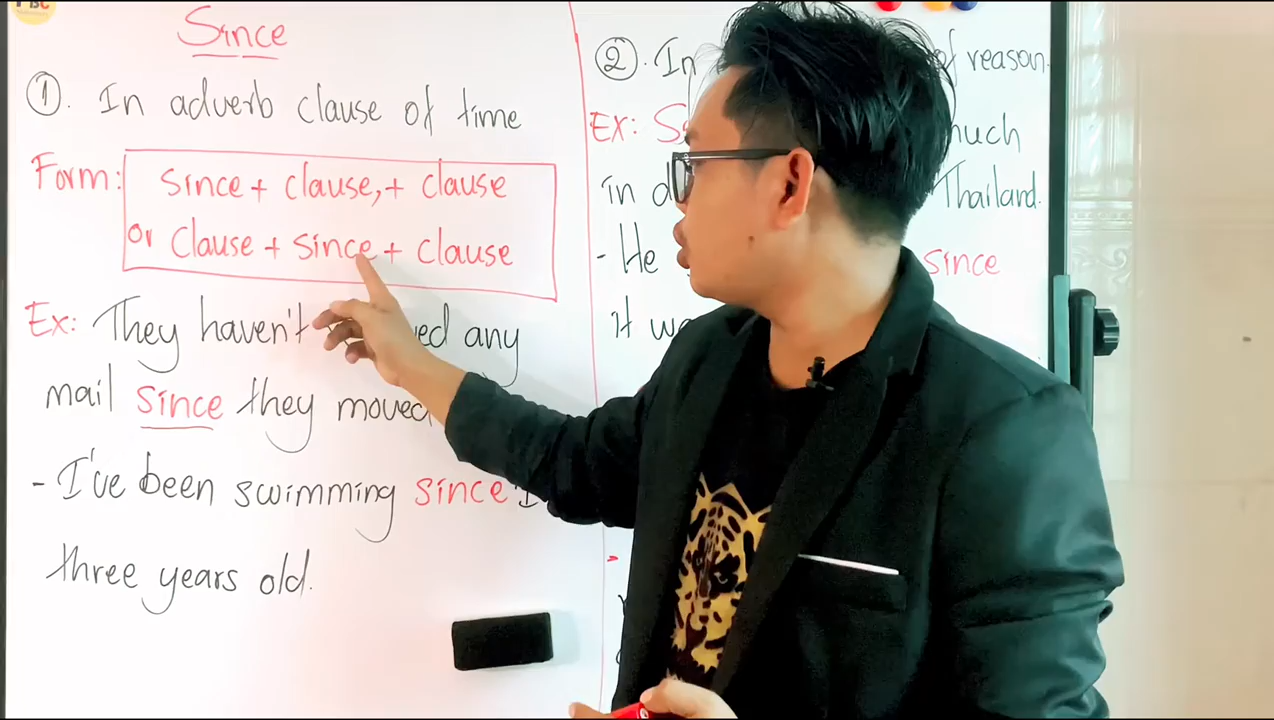 Since
①. In adverb clause of time
Form: Since + clause, + clause
or Clause + since + clause
Ex: They haven't any
mail since they moved
- I've been swimming since I
three years old.
②. In of reason.
Ex: much
in Thailand.
- He since
it